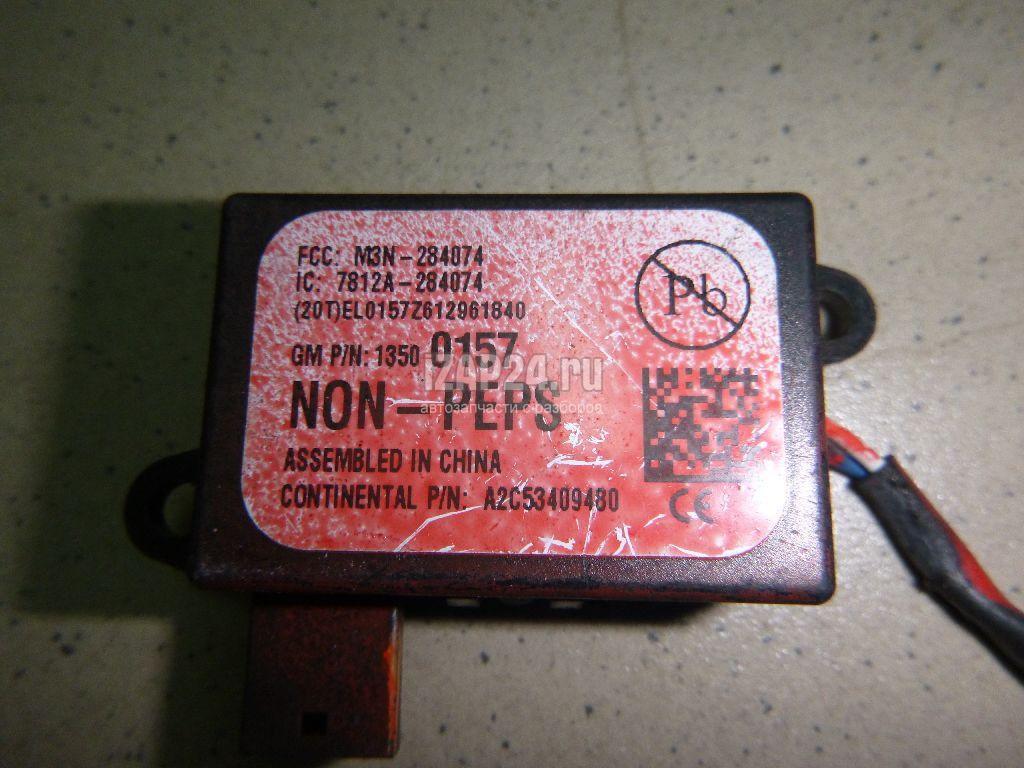 FCC: M3N-284074
IC: 7812A-284074
(20T)EL0157Z612961840
GM P/N: 1350 0157
NON-PEPS
ASSEMBLED IN CHINA
CONTINENTAL P/N: A2C53409480
Pb
CE
124924.ru
автозапчасти с разборов